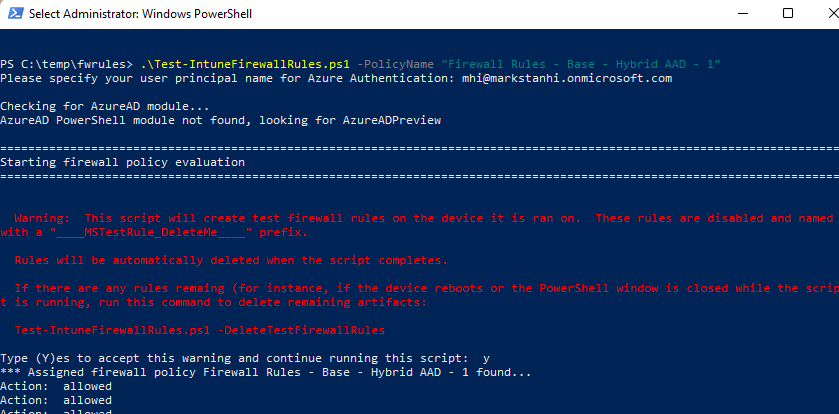 Select Administrator: Windows PowerShell
PS C:\temp\fwrules> .\Test-IntuneFirewallRules.ps1 -PolicyName "Firewall Rules - Base - Hybrid AAD - 1"
Please specify your user principal name for Azure Authentication: mhi@markstanhi.onmicrosoft.com
Checking for AzureAD module...
AzureAD PowerShell module not found, looking for AzureADPreview
========================================================================================================================
Starting firewall policy evaluation
========================================================================================================================
Warning:  This script will create test firewall rules on the device it is ran on.  These rules are disabled and named
with a "____MSTestRule_DeleteMe____" prefix.
Rules will be automatically deleted when the script completes.
If there are any rules remaing (for instance, if the device reboots or the PowerShell window is closed while the scrip
t is running, run this command to delete remaining artifacts:
Test-IntuneFirewallRules.ps1 -DeleteTestFirewallRules
Type (Y)es to accept this warning and continue running this script:  y
*** Assigned firewall policy Firewall Rules - Base - Hybrid AAD - 1 found...
Action:  allowed
Action:  allowed
Action:  allowed